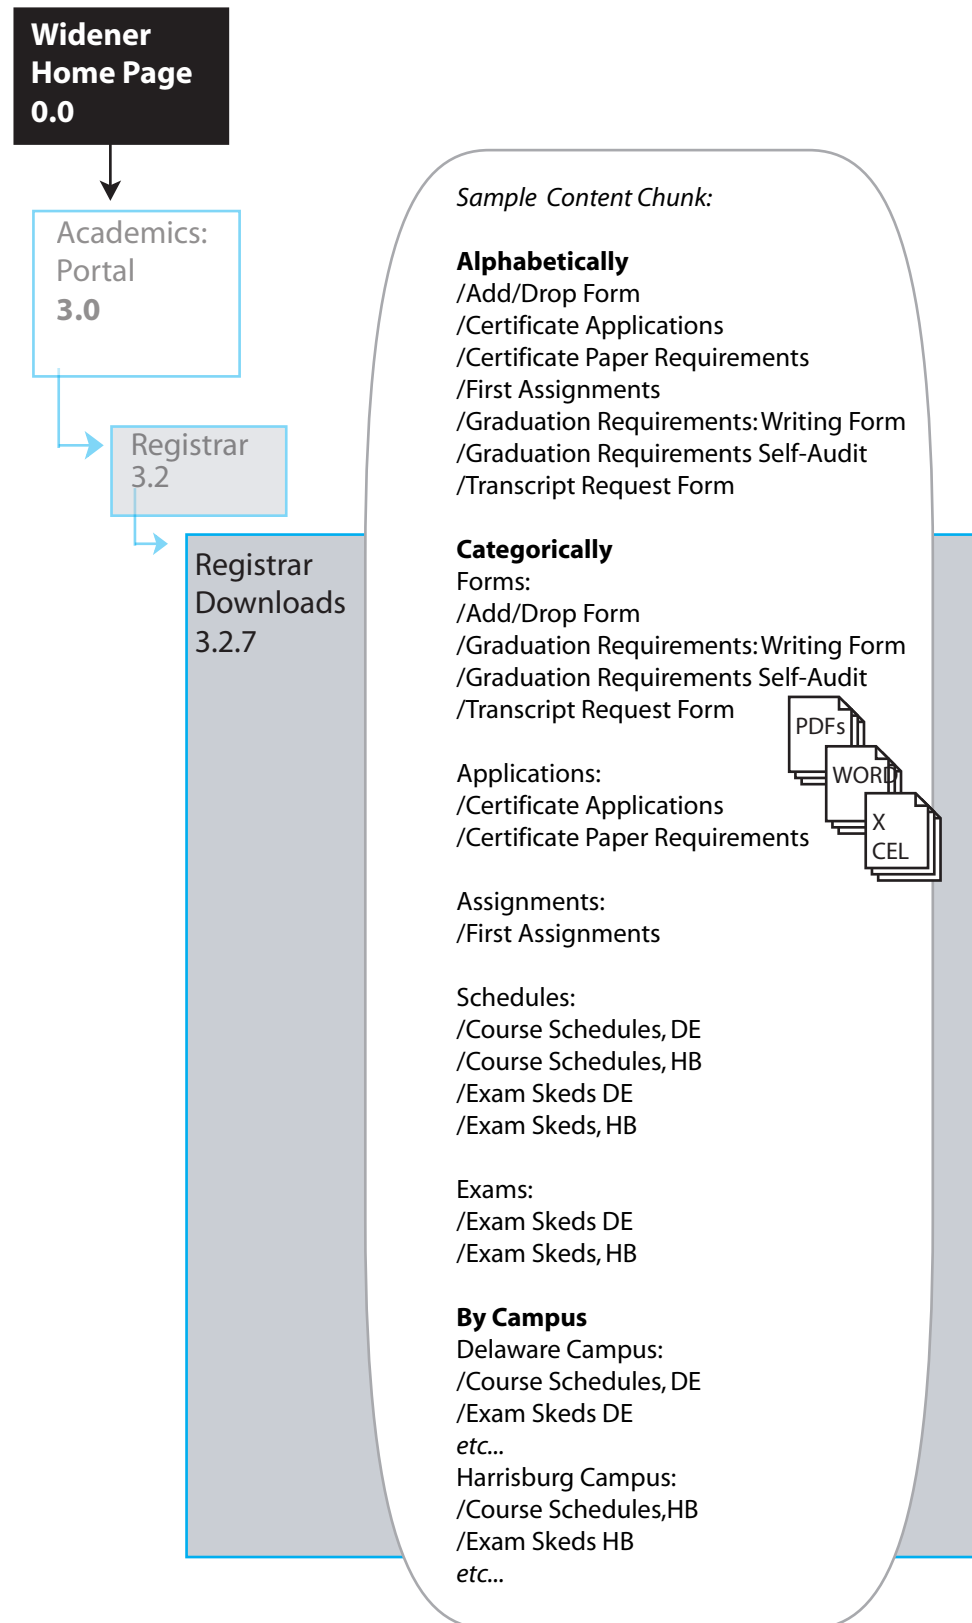 Widener
Home Page
0.0
Academics:
Portal
3.0
Registrar
3.2
Registrar
Downloads
3.2.7
Sample Content Chunk:
Alphabetically
/Add/Drop Form
/Certificate Applications
/Certificate Paper Requirements
/First Assignments
/Graduation Requirements: Writing Form
/Graduation Requirements Self-Audit
/Transcript Request Form
Categorically
Forms:
/Add/Drop Form
/Graduation Requirements: Writing Form
/Graduation Requirements Self-Audit
/Transcript Request Form
PDFs
WORD
X
CEL
Applications:
/Certificate Applications
/Certificate Paper Requirements
Assignments:
/First Assignments
Schedules:
/Course Schedules, DE
/Course Schedules, HB
/Exam Skeds DE
/Exam Skeds, HB
Exams:
/Exam Skeds DE
/Exam Skeds, HB
By Campus
Delaware Campus:
/Course Schedules, DE
/Exam Skeds DE
etc...
Harrisburg Campus:
/Course Schedules,HB
/Exam Skeds HB
etc...